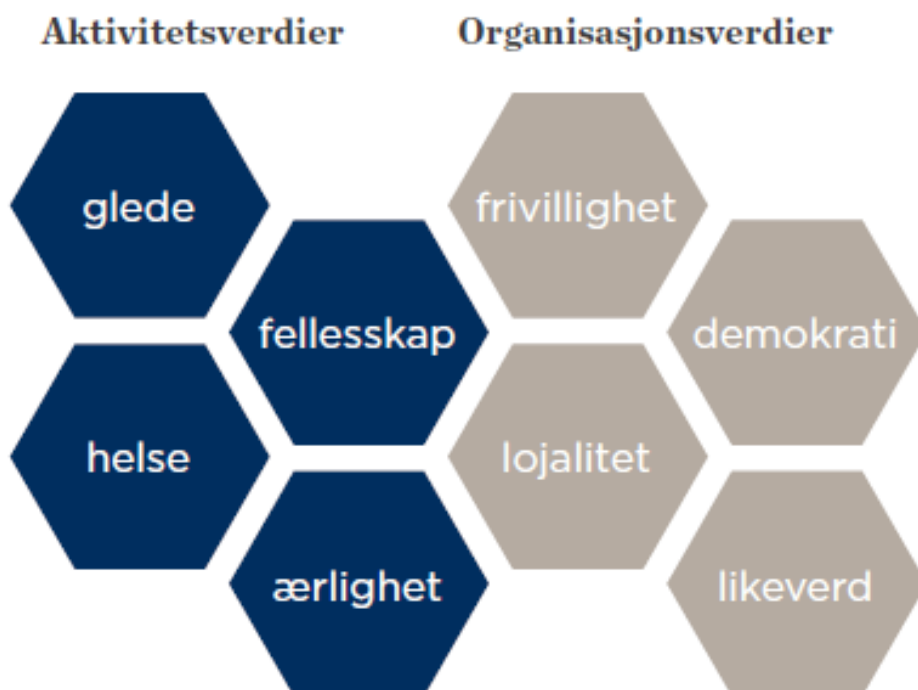 Aktivitetsverdier
Organisasjonsverdier
glede
fellesskap
helse
ærlighet
frivillighet
demokrati
lojalitet
likeverd